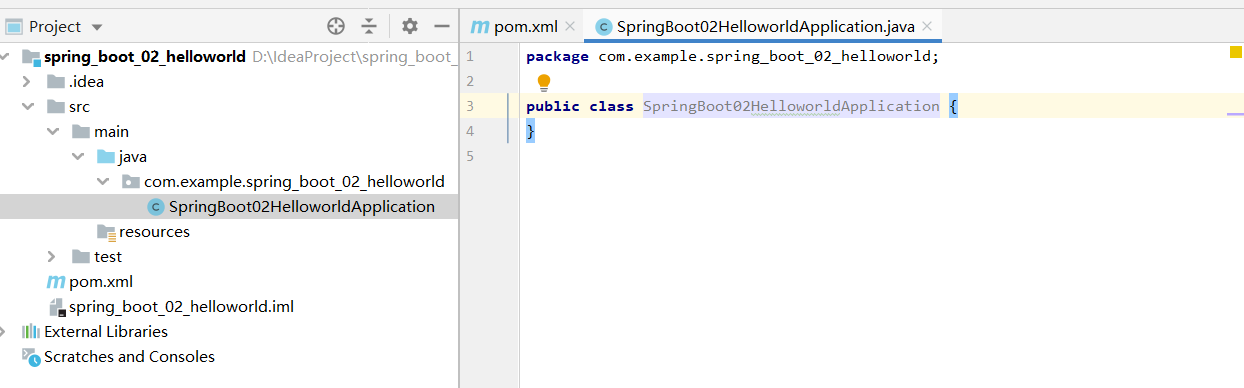 Project
pom.xml
SpringBoot02HelloworldApplication.java
spring_boot_02_helloworld D:\IdeaProject\spring_boot_
.idea
src
main
java
com.example.spring_boot_02_helloworld
SpringBoot02HelloworldApplication
resources
test
pom.xml
spring_boot_02_helloworld.iml
External Libraries
Scratches and Consoles
1 package com.example.spring_boot_02_helloworld;
2
3 public class SpringBoot02HelloworldApplication {
4 }
5